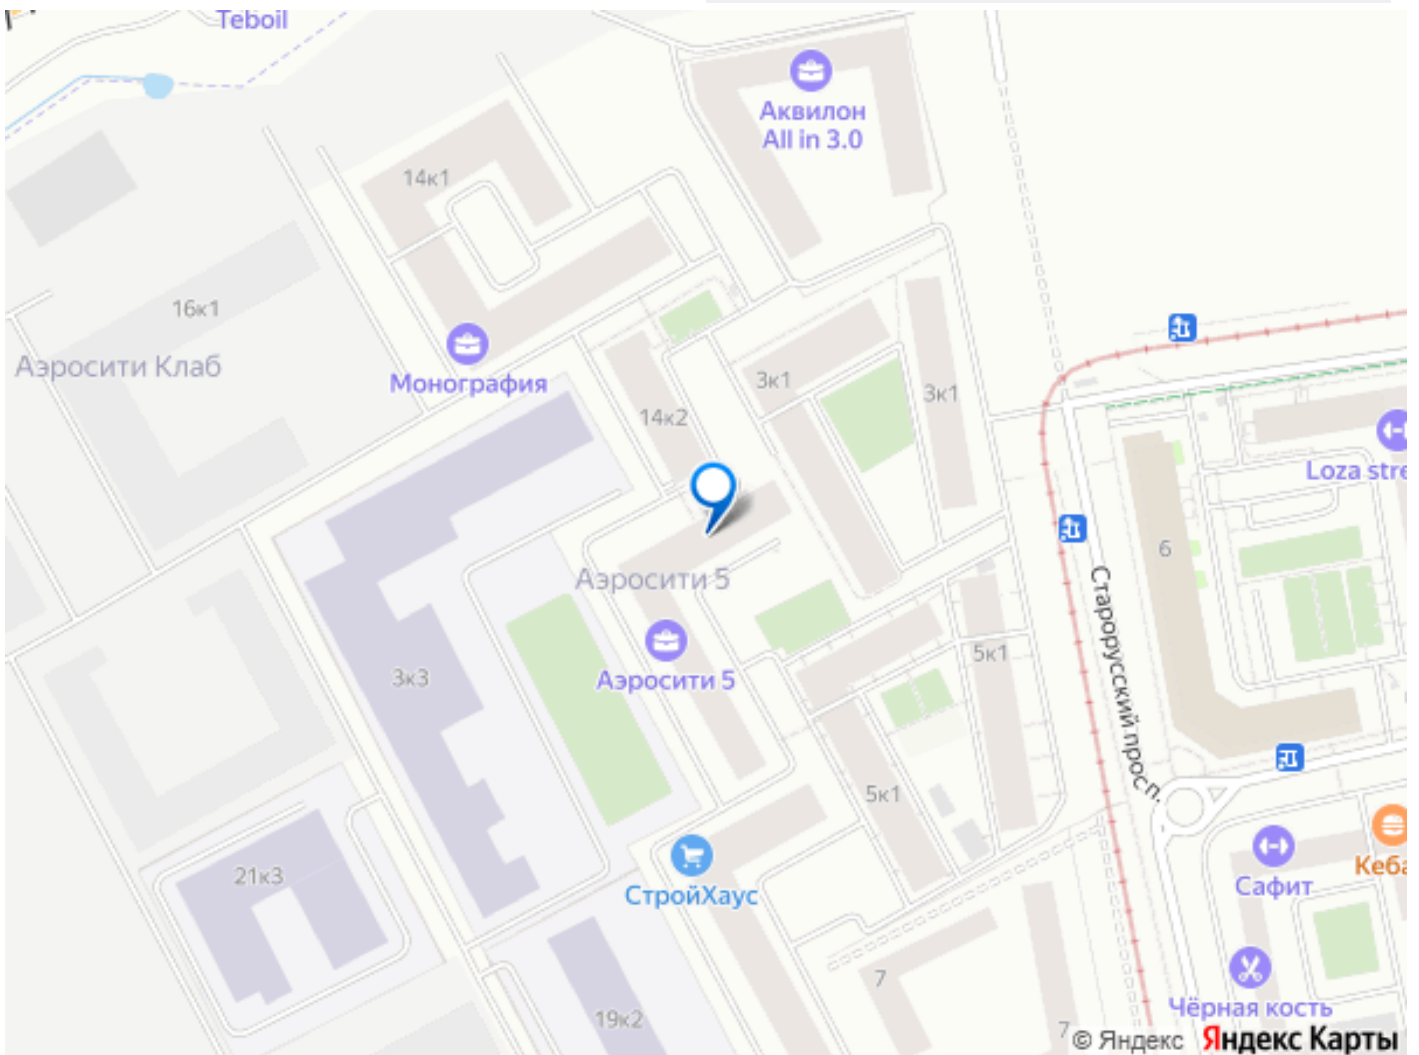 Teboil
Аквилон
All in 3.0
14к1
16к1
Аэросити Клаб
Монография
14к2
3к1
3к1
Loza stre
6
Аэросити 5
Аэросити 5
3к3
5к1
5к1
Старорусский просп.
21к3
СтройХаус
Сафит
Кеба
7
Чёрная кость
19к2
7
© Яндекс Яндекс Карты